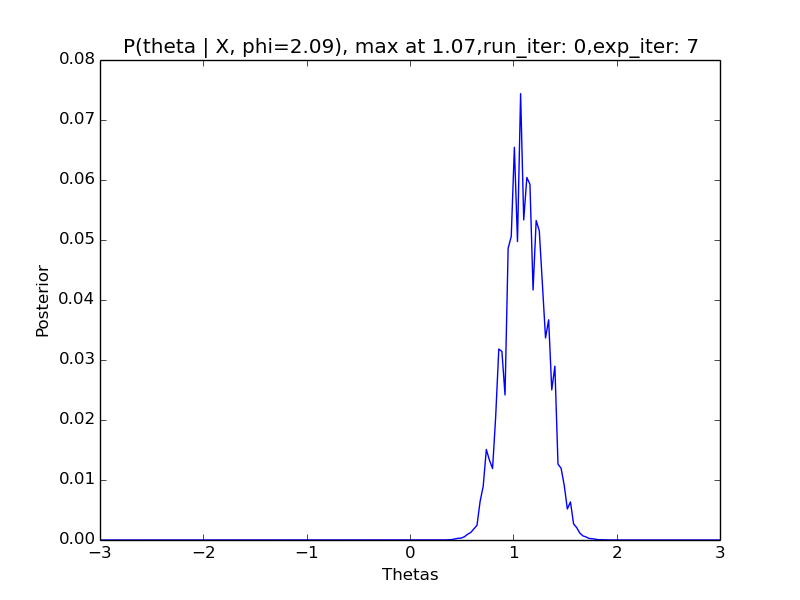 P(theta | X, phi=2.09), max at 1.07,run_iter: 0,exp_iter: 7
0.08
0.07
0.06
0.05
0.04
0.03
0.02
0.01
0.00
Posterior
−3 −2 −1 0 1 2 3
Thetas